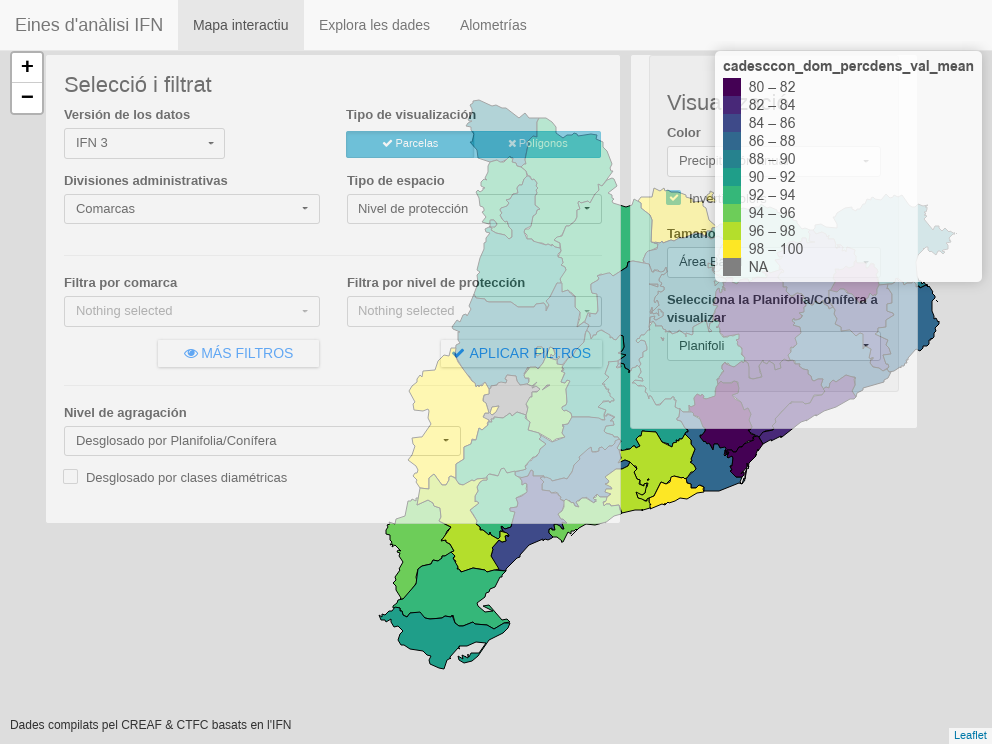 Eines d'anàlisi IFN
Mapa interactiu
Explora les dades
Alometrías
+
−
Selecció i filtrat
Versión de los datos
IFN 3
Tipo de visualización
Parcelas
Polígonos
Divisiones administrativas
Comarcas
Tipo de espacio
Nivel de protección
Filtra por comarca
Nothing selected
Filtra por nivel de protección
Nothing selected
MÁS FILTROS
APLICAR FILTROS
Nivel de agragación
Desglosado por Planifolia/Conífera
Desglosado por clases diamétricas
Color
Tamaño
Selecciona la Planifolia/Conífera a
visualizar
Planifoli
cadesccon_dom_percdens_val_mean
80 – 82
82 – 84
84 – 86
86 – 88
88 – 90
90 – 92
92 – 94
94 – 96
96 – 98
98 – 100
NA
Dades compilats pel CREAF & CTFC basats en l'IFN
Leaflet